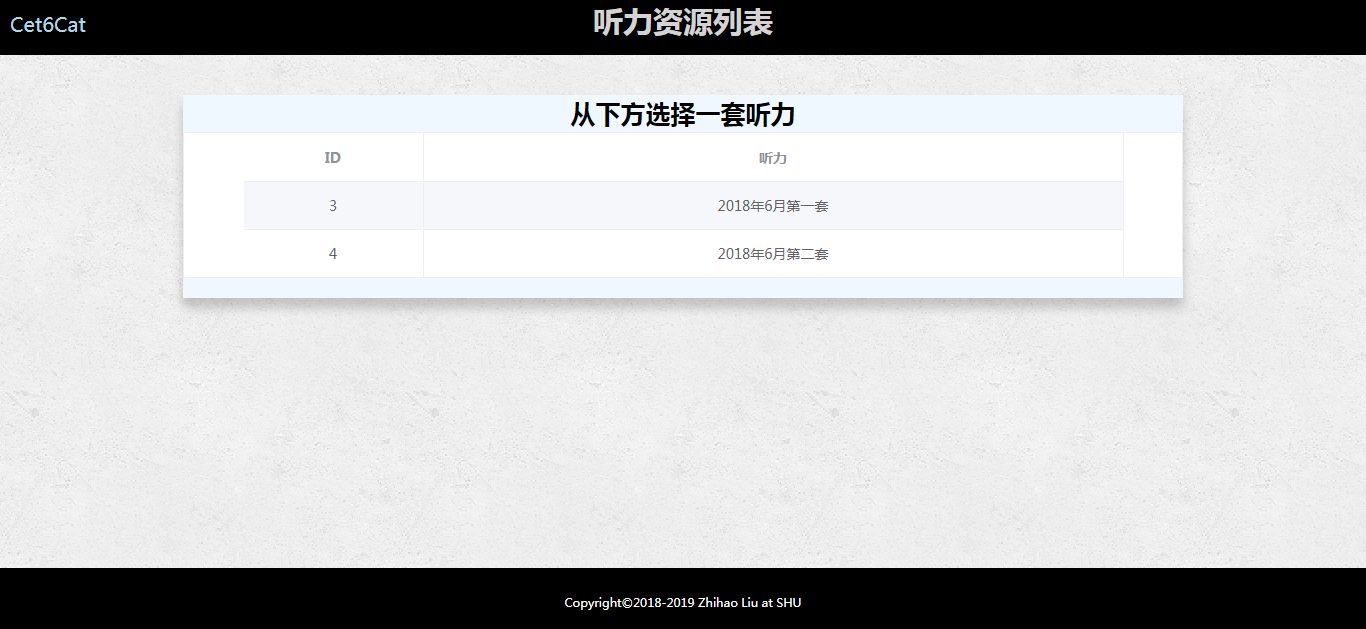 Cet6Cat
听力资源列表
从下方选择一套听力
ID 听力
3 2018年6月第一套
4 2018年6月第二套
Copyright©2018-2019 Zhihao Liu at SHU